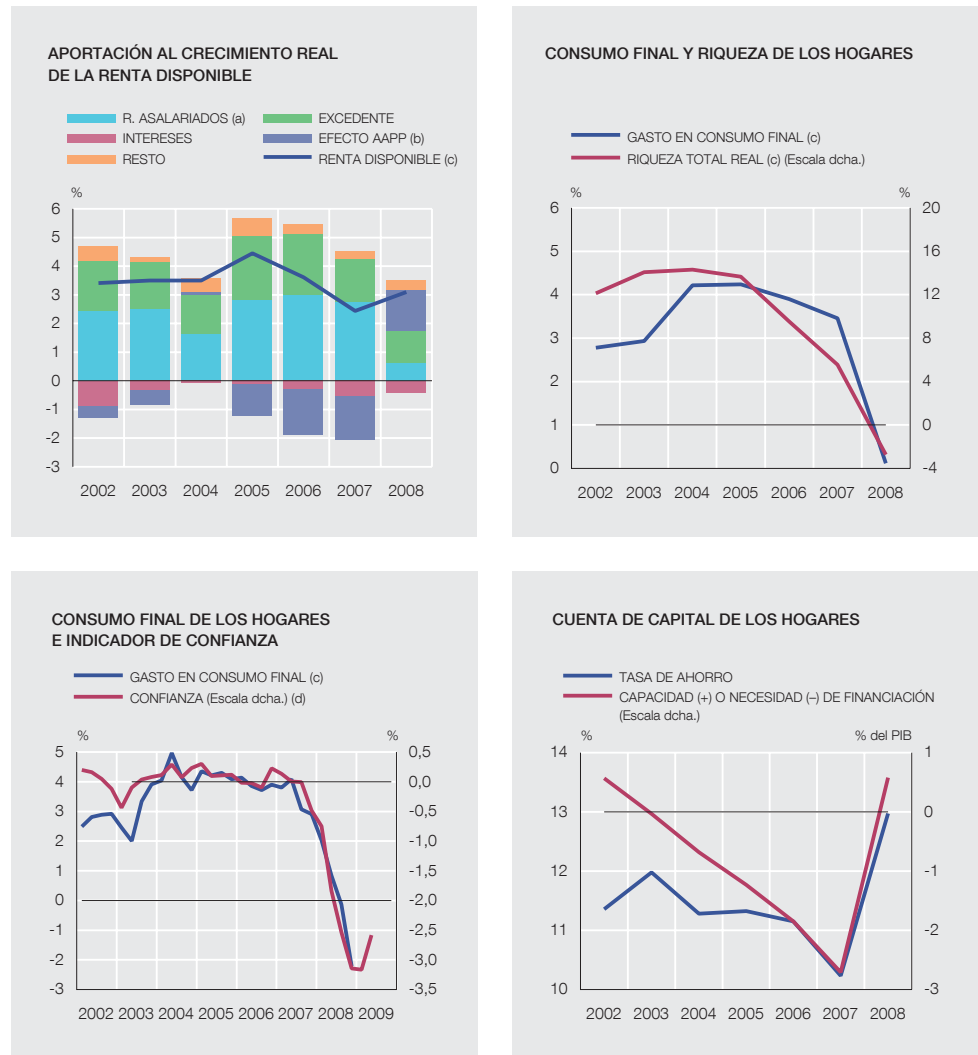 APORTACIÓN AL CRECIMIENTO REAL
DE LA RENTA DISPONIBLE
R. ASALARIADOS (a)
EXCEDENTE
INTERESES
EFECTO AAPP (b)
RESTO
RENTA DISPONIBLE (c)
%
6
5
4
3
2
1
0
-1
-2
-3
2002 2003 2004 2005 2006 2007 2008
CONSUMO FINAL Y RIQUEZA DE LOS HOGARES
GASTO EN CONSUMO FINAL (c)
RIQUEZA TOTAL REAL (c) (Escala dcha.)
% %
6 20
5 16
4 12
3 8
2 4
1 0
0 -4
2002 2003 2004 2005 2006 2007 2008
CONSUMO FINAL DE LOS HOGARES
E INDICADOR DE CONFIANZA
GASTO EN CONSUMO FINAL (c)
CONFIANZA (Escala dcha.) (d)
% %
5 0,5
4 0,0
3 -0,5
2 -1,0
1 -1,5
0 -2,0
-1 -2,5
-2 -3,0
-3 -3,5
2002 2003 2004 2005 2006 2007 2008 2009
CUENTA DE CAPITAL DE LOS HOGARES
TASA DE AHORRO
CAPACIDAD (+) O NECESIDAD (–) DE FINANCIACIÓN
(Escala dcha.)
% % del PIB
14 1
13 0
12 -1
11 -2
10 -3
2002 2003 2004 2005 2006 2007 2008